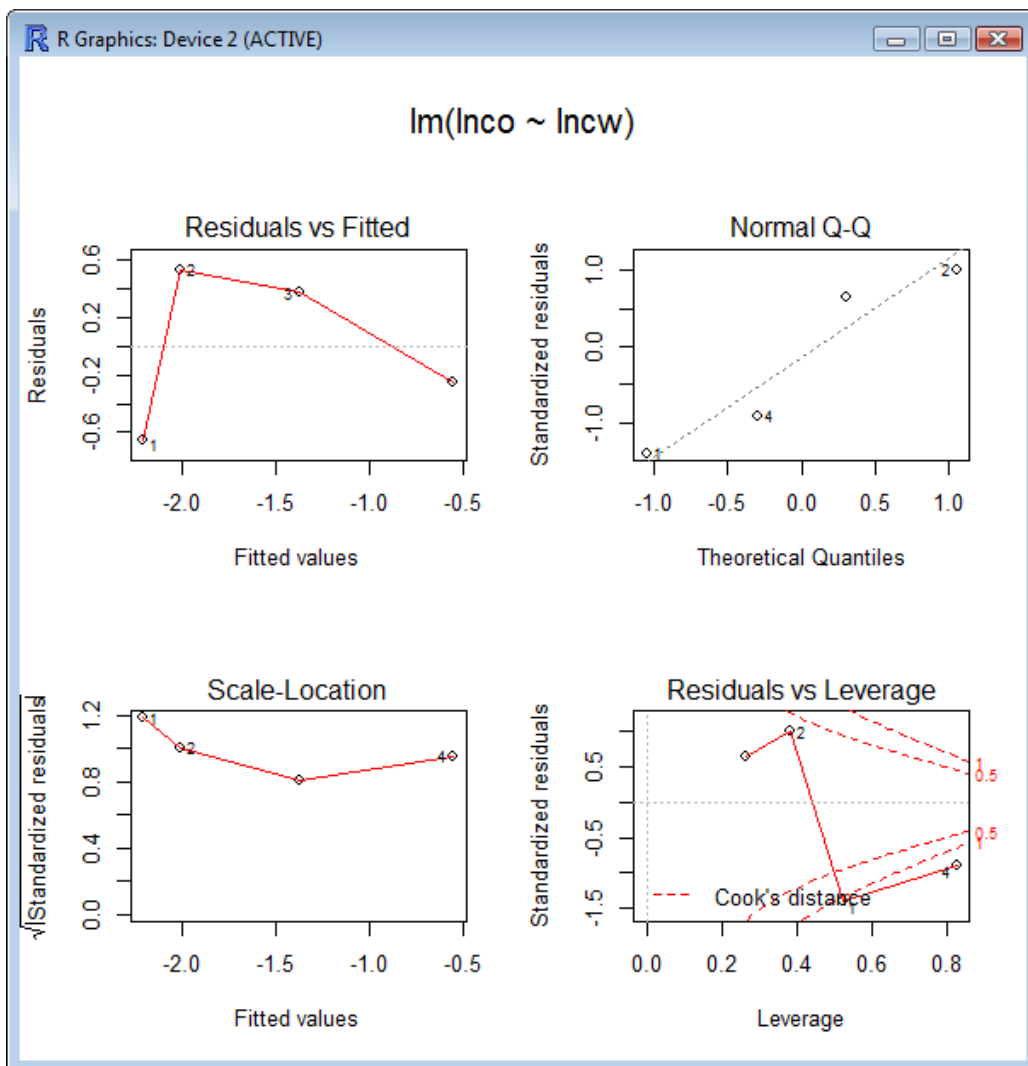 R Graphics: Device 2 (ACTIVE)
lm(lnco ~ lncw)
Residuals vs Fitted
Residuals
0.6
0.2
-0.2
-0.6
1
2
3
-2.0 -1.5 -1.0 -0.5
Fitted values
Normal Q-Q
Standardized residuals
1.0
0.0
-1.0
1
4
2
-1.0 -0.5 0.0 0.5 1.0
Theoretical Quantiles
Scale-Location
√|Standardized residuals|
1.2
0.8
0.4
0.0
1
2
4
-2.0 -1.5 -1.0 -0.5
Fitted values
Residuals vs Leverage
Standardized residuals
0.5
-0.5
-1.5
2
1
4
1
0.5
0.5
1
Cook's distance
0.0 0.2 0.4 0.6 0.8
Leverage